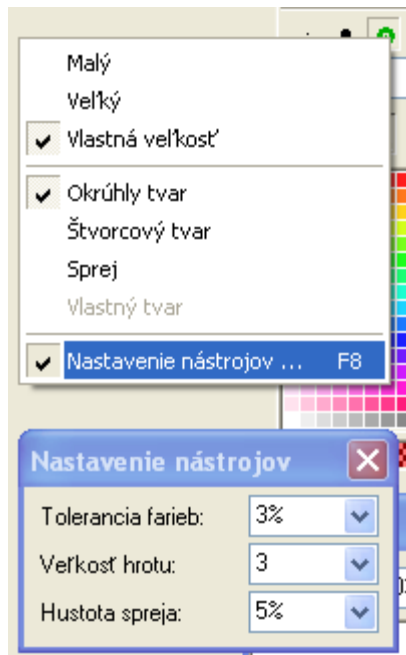 Malý
Veľký
Vlastná veľkosť
Okrúhly tvar
Štvorcový tvar
Sprej
Vlastný tvar
Nastavenie nástrojov ... F8
Nastavenie nástrojov
Tolerancia farieb: 3%
Veľkosť hrotu: 3
Hustota spreja: 5%